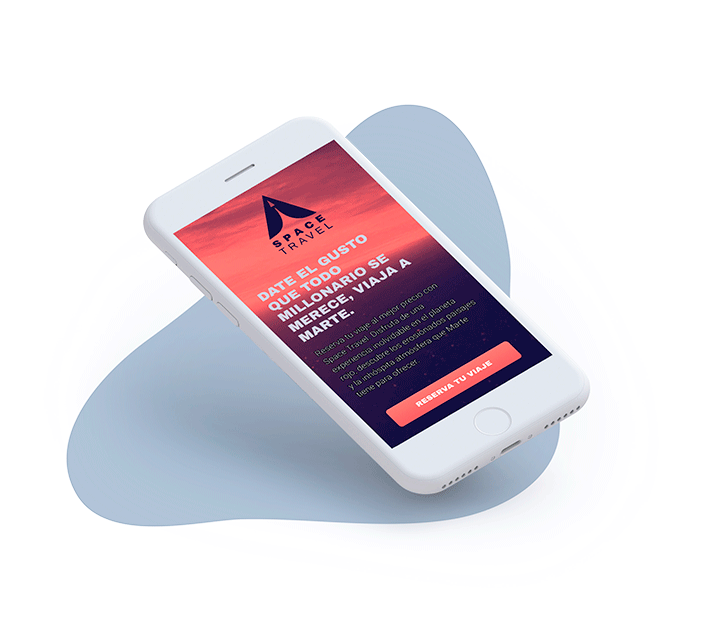 SPACE
TRAVEL
DATE EL GUSTO
QUE TODO
MILLONARIO SE
MERECE, VIAJA A
MARTE.
Reserva tu viaje al mejor precio con
Space Travel. Disfruta de una
experiencia inolvidable en el planeta
rojo, descubre los erosionados paisajes
y la inhóspita atmosfera que Marte
tiene para ofrecer
RESERVA TU VIAJE